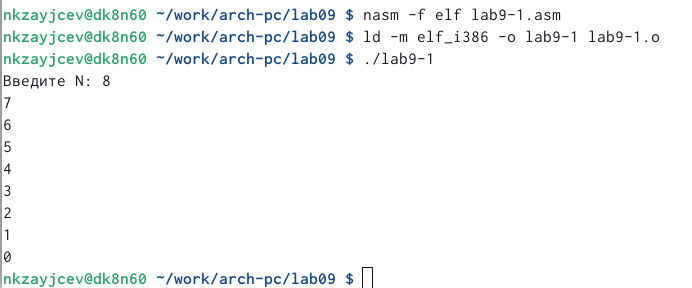 nkzayjcev@dk8n60 ~/work/arch-pc/lab09 $ nasm -f elf lab9-1.asm
nkzayjcev@dk8n60 ~/work/arch-pc/lab09 $ ld -m elf_i386 -o lab9-1 lab9-1.o
nkzayjcev@dk8n60 ~/work/arch-pc/lab09 $ ./lab9-1
Введите N: 8
7
6
5
4
3
2
1
0
nkzayjcev@dk8n60 ~/work/arch-pc/lab09 $